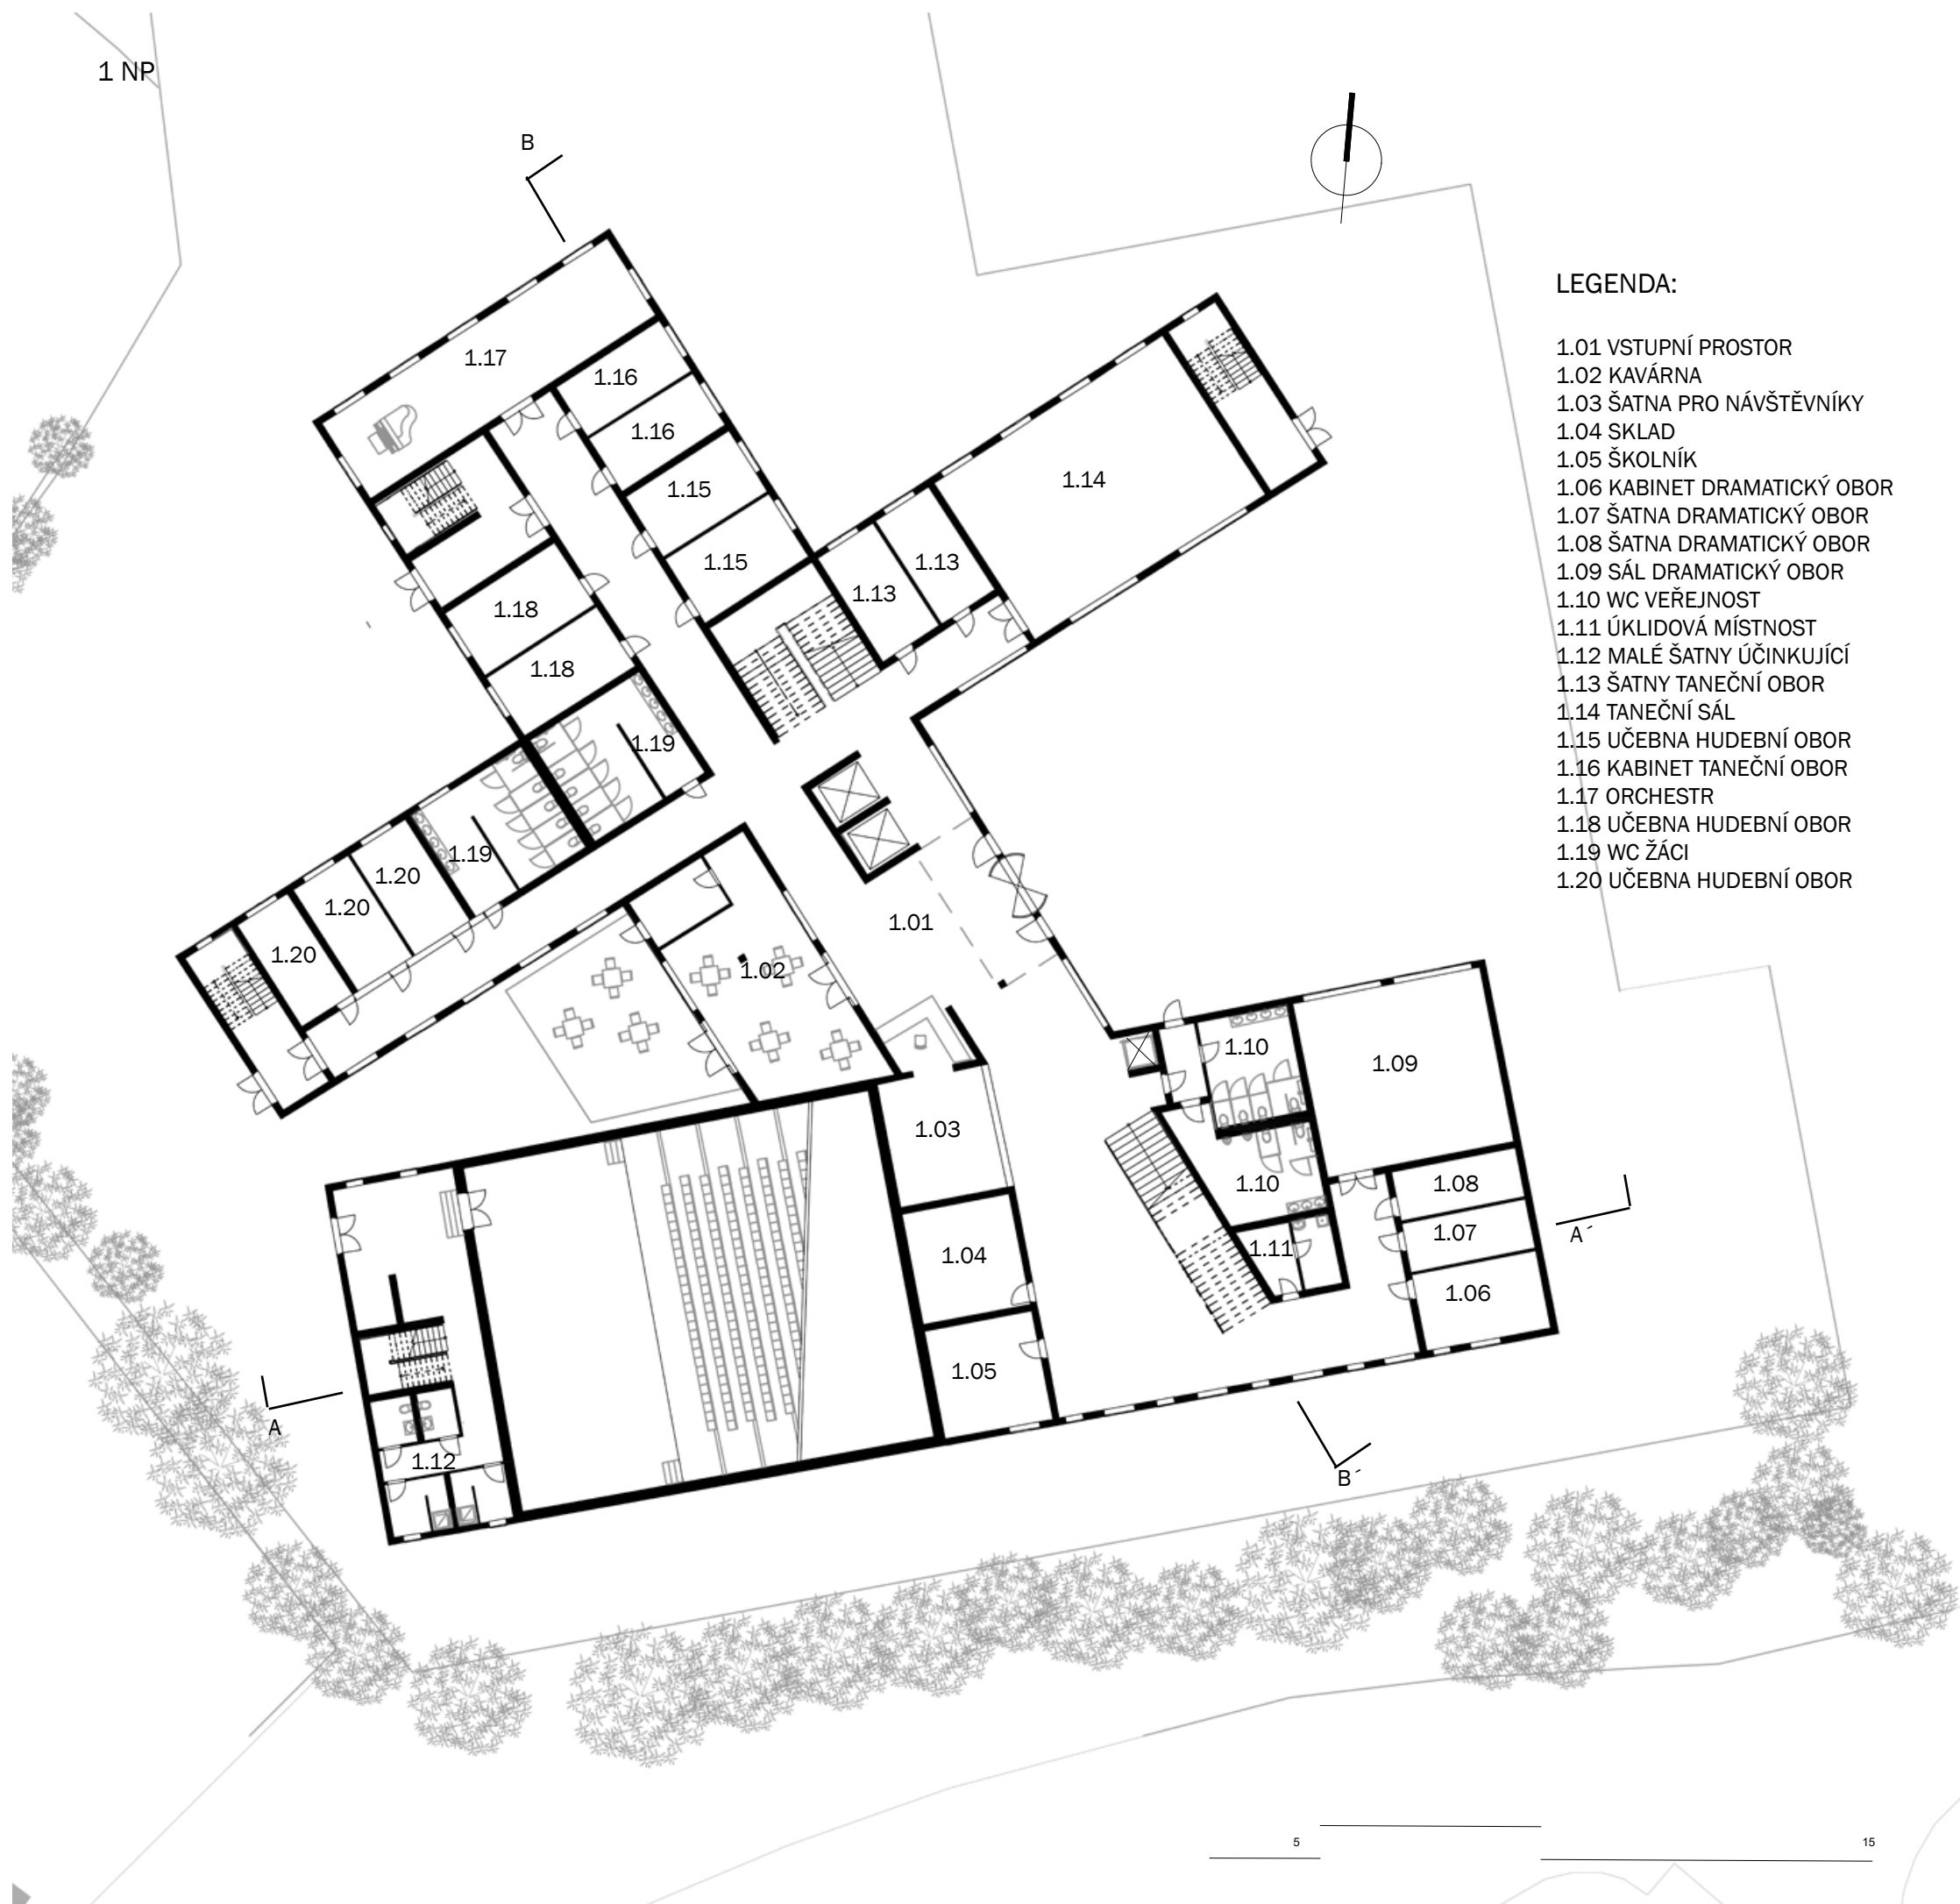 1 NP
B
LEGENDA:
1.01 VSTUPNÍ PROSTOR
1.02 KAVÁRNA
1.03 ŠATNA PRO NÁVŠTĚVNÍKY
1.04 SKLAD
1.05 ŠKOLNÍK
1.06 KABINET DRAMATICKÝ OBOR
1.07 ŠATNA DRAMATICKÝ OBOR
1.08 ŠATNA DRAMATICKÝ OBOR
1.09 SÁL DRAMATICKÝ OBOR
1.10 WC VEŘEJNOST
1.11 ÚKLIDOVÁ MÍSTNOST
1.12 MALÉ ŠATNY ÚČINKUJÍCÍ
1.13 ŠATNY TANEČNÍ OBOR
1.14 TANEČNÍ SÁL
1.15 UČEBNA HUDEBNÍ OBOR
1.16 KABINET TANEČNÍ OBOR
1.17 ORCHESTR
1.18 UČEBNA HUDEBNÍ OBOR
1.19 WC ŽÁCI
1.20 UČEBNA HUDEBNÍ OBOR
1.17
1.16
1.16
1.15
1.14
1.15
1.13
1.13
1.18
1.18
1.19
1.19
1.20
1.20
1.20
1.01
1.02
1.10
1.09
1.03
1.10
1.08
1.07
1.11
1.04
1.06
1.05
A ´
A
1.12
B ´
5
15